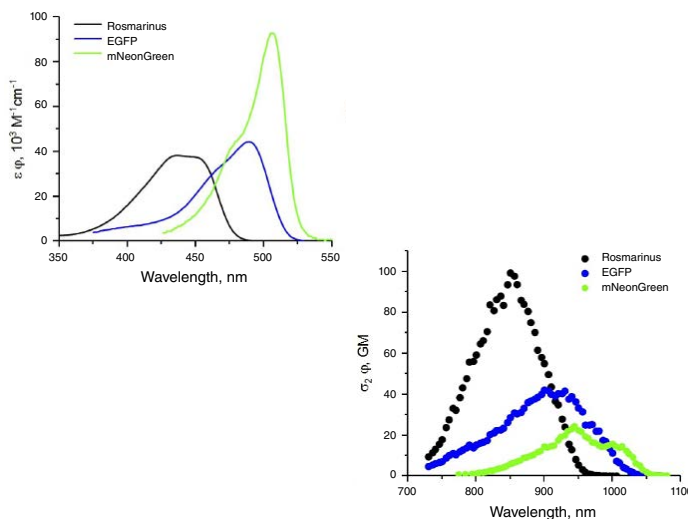 100
80
60
40
20
0
ε φ, 10³ M⁻¹cm⁻¹
Rosmarinus
EGFP
mNeonGreen
350 400 450 500 550
Wavelength, nm
100
80
60
40
20
0
σ₂ φ, GM
Rosmarinus
EGFP
mNeonGreen
700 800 900 1000 1100
Wavelength, nm